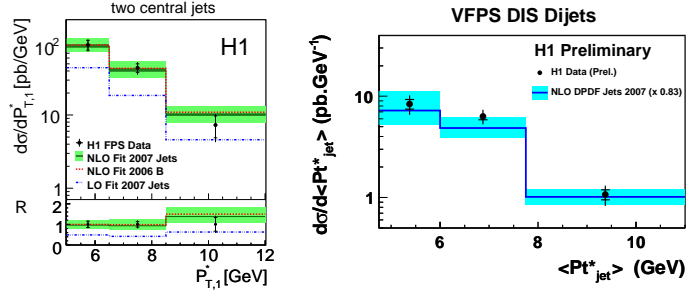 two central jets
H1
dσ/dP*T,1 [pb/GeV]
10²
10
1
H1 FPS Data
NLO Fit 2007 Jets
NLO Fit 2006 B
LO Fit 2007 Jets
R
2
1
0
6 8 10 12
P*T,1 [GeV]
VFPS DIS Dijets
H1 Preliminary
H1 Data (Prel.)
NLO DPDF Jets 2007 (x 0.83)
dσ/d<Pt*jet> (pb.GeV⁻¹)
10
1
6 8 10
<Pt*jet> (GeV)